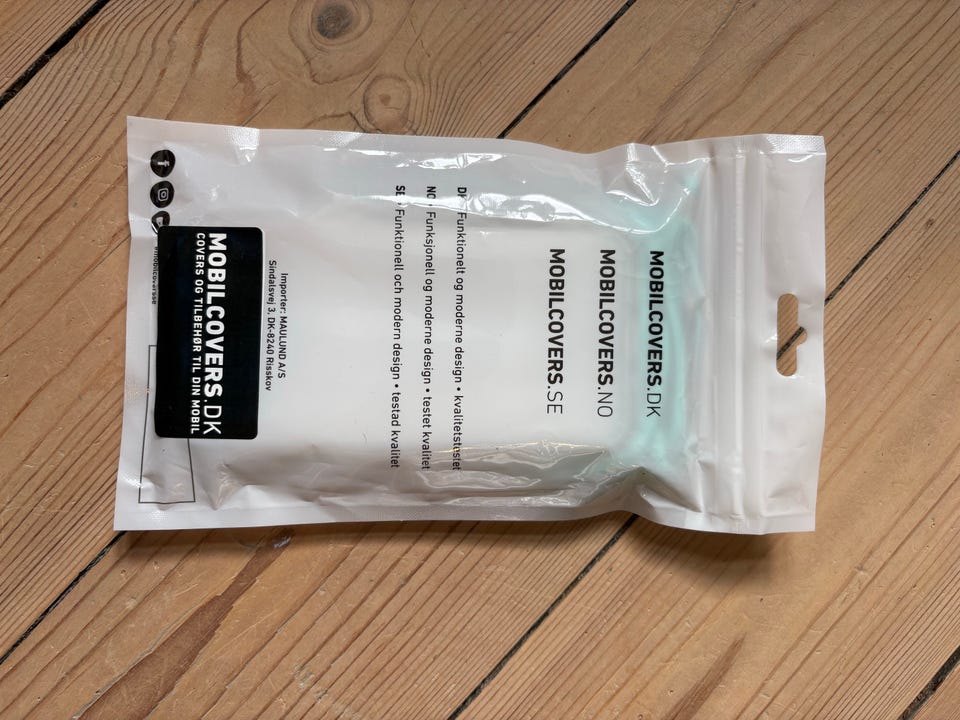 MOBILCOVERS.DK
MOBILCOVERS.NO
MOBILCOVERS.SE
DK • Funktionelt og moderne design • kvalitetstestet
NO • Funksjonell og moderne design • testet kvalitet
SE • Funktionell och modern design • testad kvalitet
Importer: MAULUND A/S
Sindalsvej 3, DK-8240 Risskov
MOBILCOVERS.DK
COVERS OG TILBEHØR TIL DIN MOBIL
#mobilcoversse